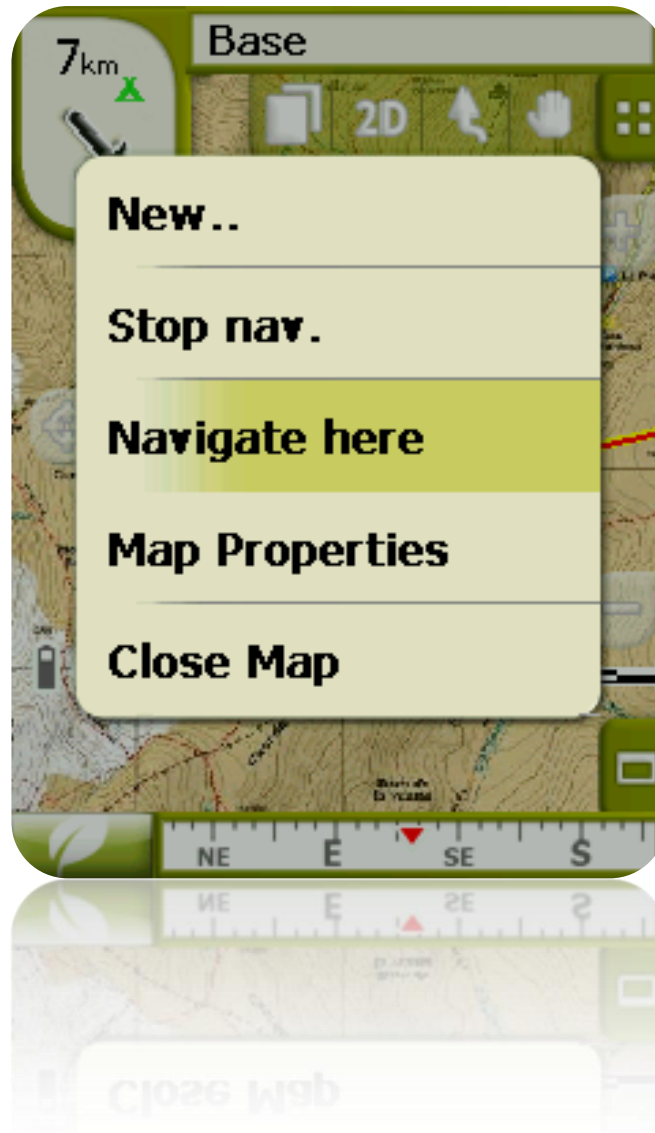 Base
7km
2D
New..
Stop nav.
Navigate here
Map Properties
Close Map
NE E SE S